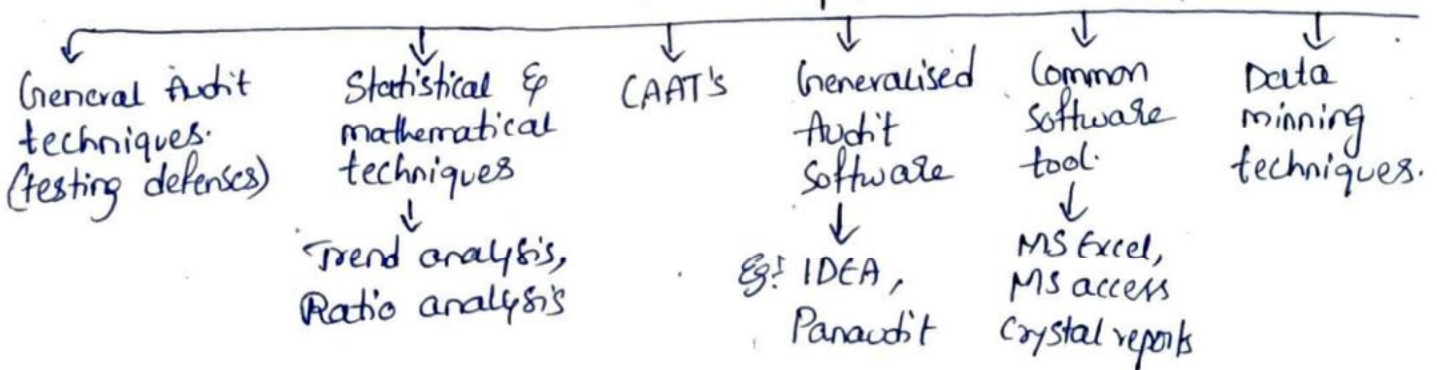 General Audit
techniques.
(testing defenses)
Statistical &
mathematical
techniques
Trend analysis,
Ratio analysis
CAAT's
Generalised
Audit
Software
Eg: IDEA,
Panaudit
Common
software
tool.
MS Excel,
MS access
Crystal reports
Data
minning
techniques.